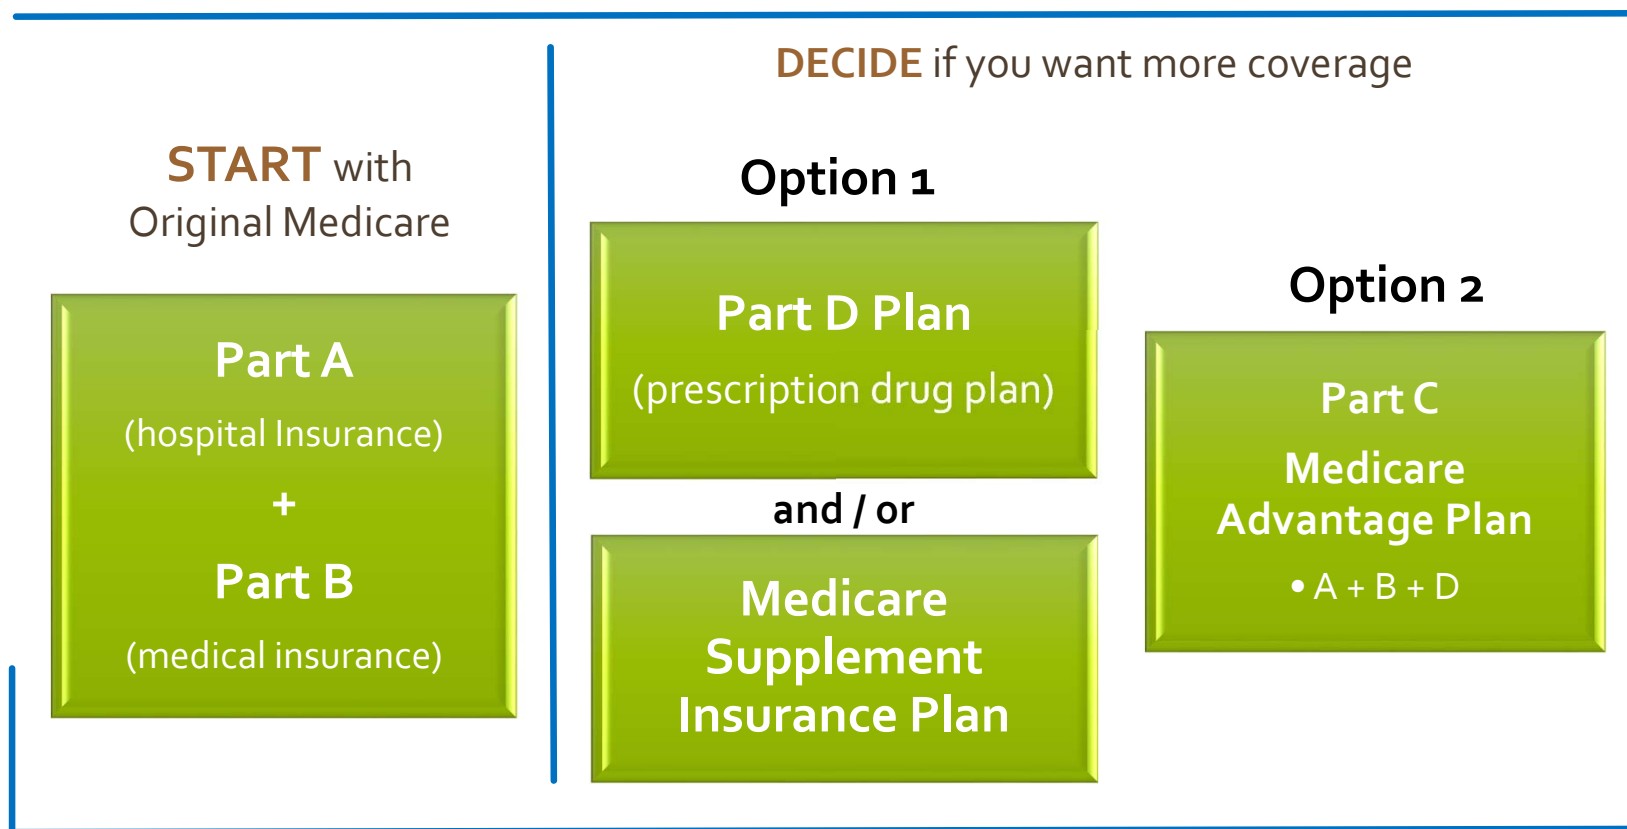 START with
Original Medicare
Part A
(hospital Insurance)
+
Part B
(medical insurance)
DECIDE if you want more coverage
Option 1
Part D Plan
(prescription drug plan)
and / or
Medicare
Supplement
Insurance Plan
Option 2
Part C
Medicare
Advantage Plan
• A + B + D